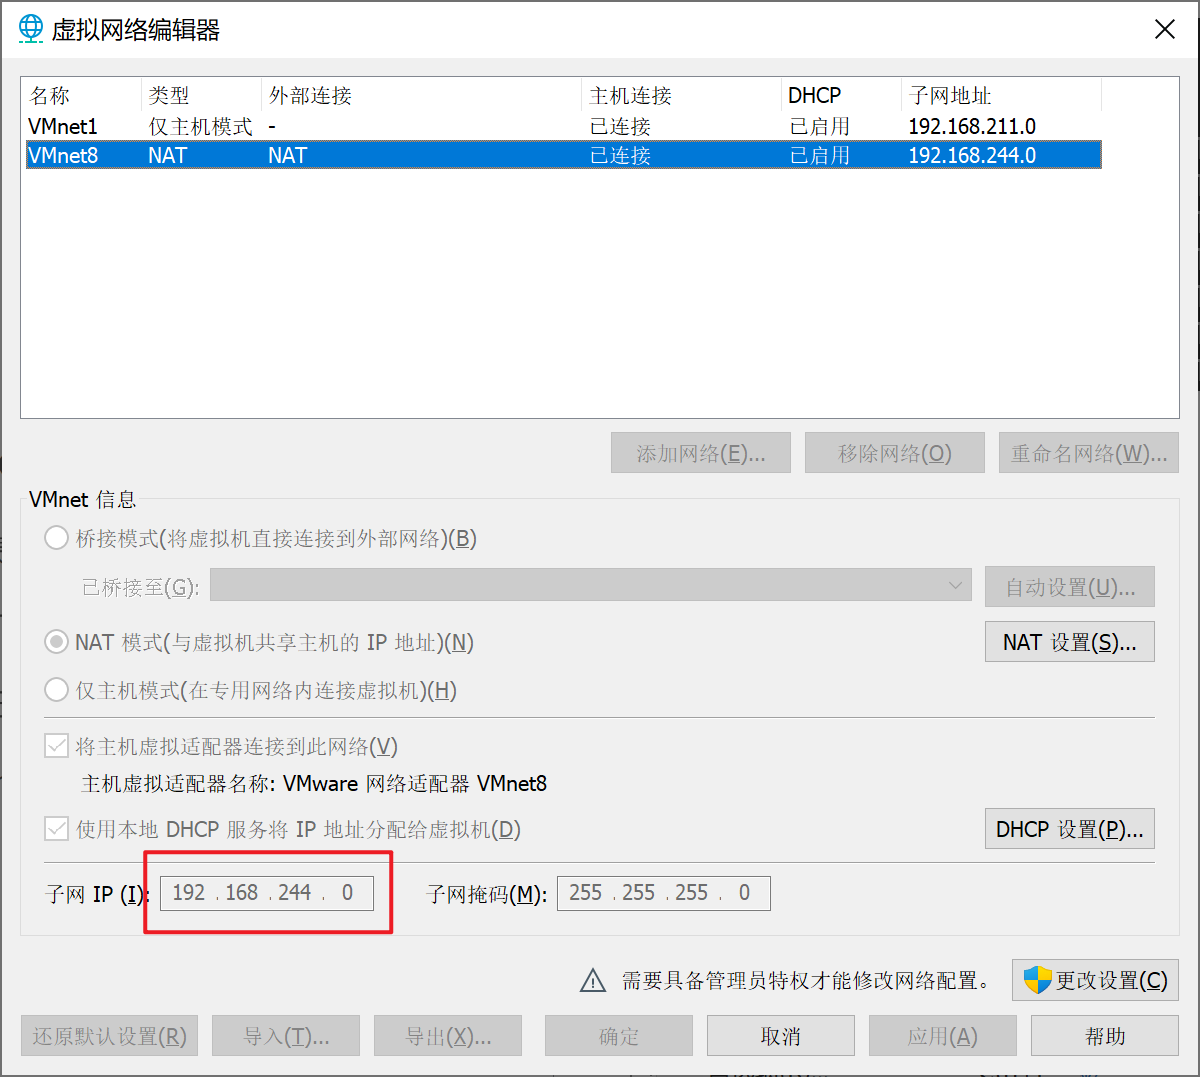 虚拟网络编辑器
名称 类型 外部连接 主机连接 DHCP 子网地址
VMnet1 仅主机模式 - 已连接 已启用 192.168.211.0
VMnet8 NAT NAT 已连接 已启用 192.168.244.0
添加网络(E)... 移除网络(O) 重命名网络(W)...
VMnet 信息
桥接模式(将虚拟机直接连接到外部网络)(B)
已桥接至(G): 自动设置(U)...
NAT 模式(与虚拟机共享主机的 IP 地址)(N) NAT 设置(S)...
仅主机模式(在专用网络内连接虚拟机)(H)
将主机虚拟适配器连接到此网络(V)
主机虚拟适配器名称: VMware 网络适配器 VMnet8
使用本地 DHCP 服务将 IP 地址分配给虚拟机(D) DHCP 设置(P)...
子网 IP (I): 192 . 168 . 244 . 0 子网掩码(M): 255 . 255 . 255 . 0
需要具备管理员特权才能修改网络配置。 更改设置(C)
还原默认设置(R) 导入(T)... 导出(X)... 确定 取消 应用(A) 帮助